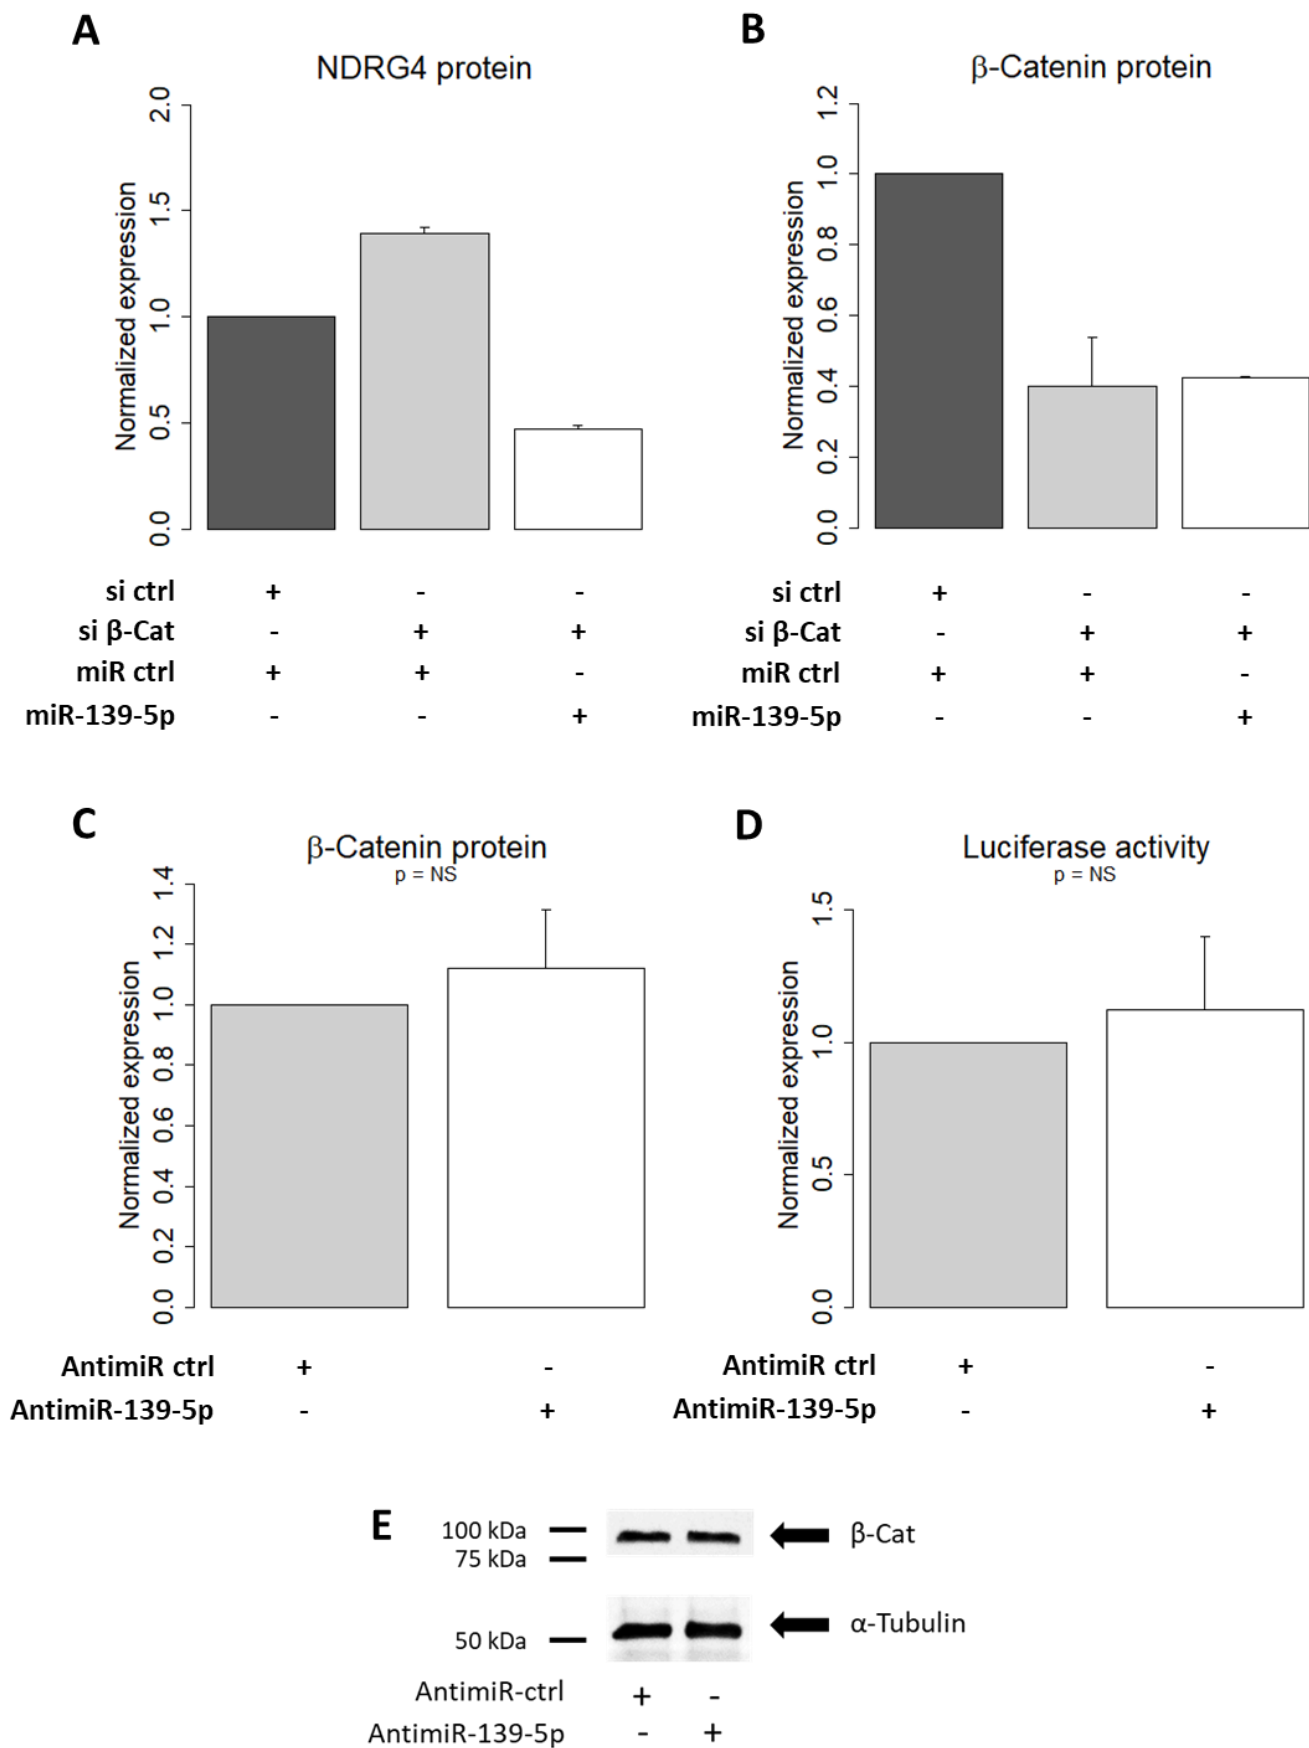 A
NDRG4 protein
Normalized expression
2.0
1.5
1.0
0.5
0.0
si ctrl + - -
si β-Cat - + +
miR ctrl + + -
miR-139-5p - - +
B
β-Catenin protein
Normalized expression
1.2
1.0
0.8
0.6
0.4
0.2
0.0
si ctrl + - -
si β-Cat - + +
miR ctrl + + -
miR-139-5p - - +
C
β-Catenin protein
p = NS
Normalized expression
1.4
1.2
1.0
0.8
0.6
0.4
0.2
0.0
AntimiR ctrl + -
AntimiR-139-5p - +
D
Luciferase activity
p = NS
Normalized expression
1.5
1.0
0.5
0.0
AntimiR ctrl + -
AntimiR-139-5p - +
E
100 kDa
β-Cat
75 kDa
α-Tubulin
50 kDa
AntimiR-ctrl + -
AntimiR-139-5p - +